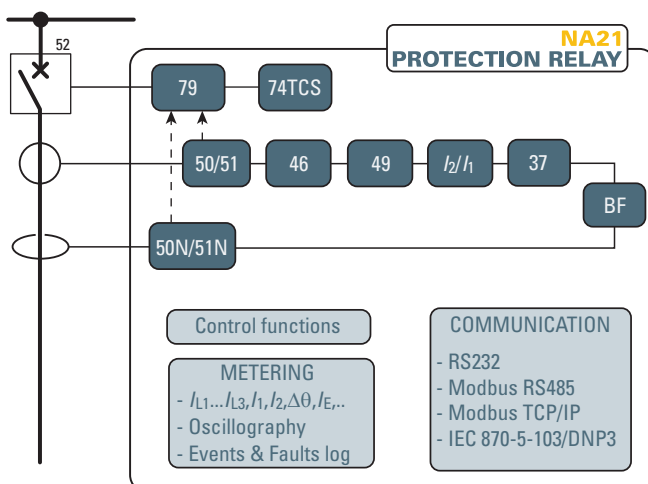 NA21
PROTECTION RELAY
52
79
74TCS
50/51
46
49
I2/I1
37
BF
50N/51N
Control functions
METERING
- IL1...IL3,I1,I2,Δθ,IE,..
- Oscillography
- Events & Faults log
COMMUNICATION
- RS232
- Modbus RS485
- Modbus TCP/IP
- IEC 870-5-103/DNP3